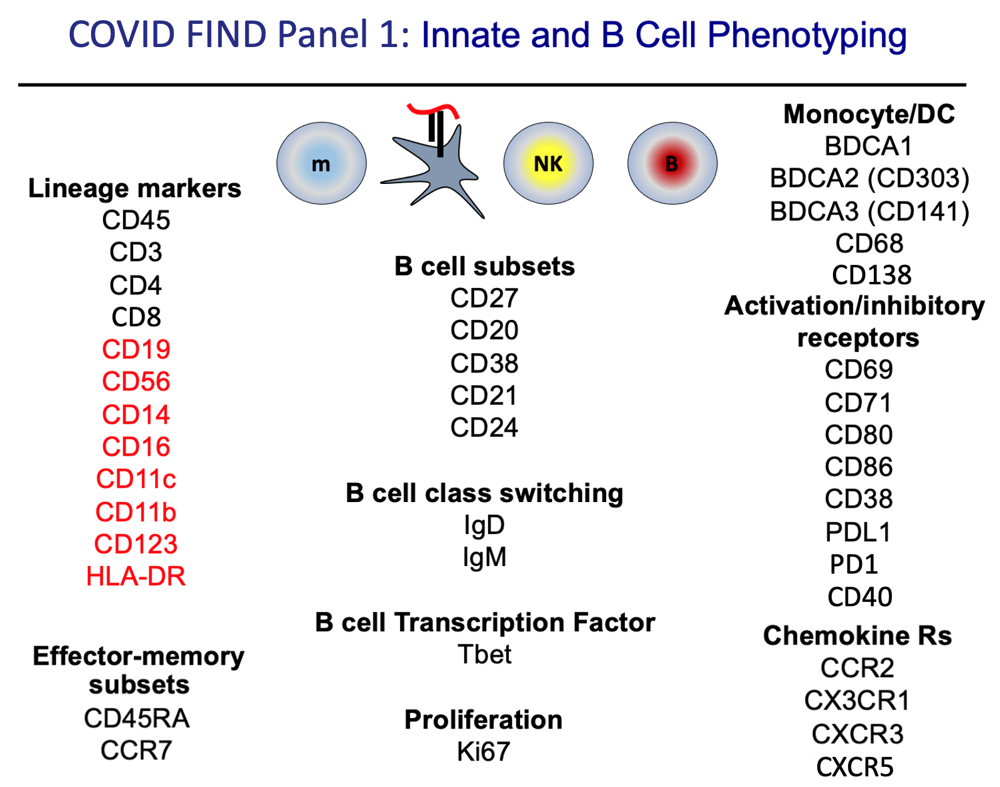 COVID FIND Panel 1: Innate and B Cell Phenotyping
m
NK
B
Lineage markers
CD45
CD3
CD4
CD8
CD19
CD56
CD14
CD16
CD11c
CD11b
CD123
HLA-DR
Effector-memory
subsets
CD45RA
CCR7
B cell subsets
CD27
CD20
CD38
CD21
CD24
B cell class switching
IgD
IgM
B cell Transcription Factor
Tbet
Proliferation
Ki67
Monocyte/DC
BDCA1
BDCA2 (CD303)
BDCA3 (CD141)
CD68
CD138
Activation/inhibitory
receptors
CD69
CD71
CD80
CD86
CD38
PDL1
PD1
CD40
Chemokine Rs
CCR2
CX3CR1
CXCR3
CXCR5